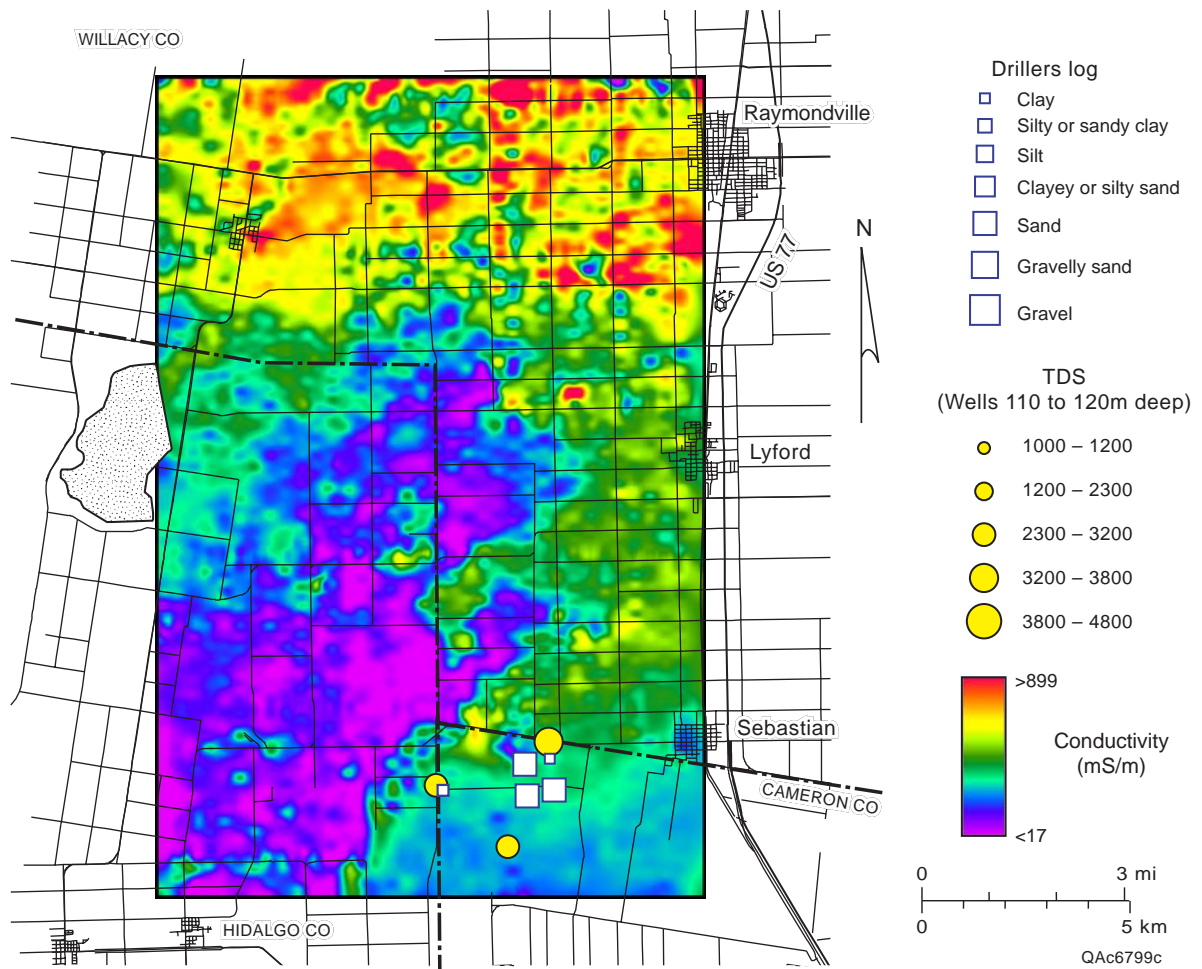 WILLACY CO
Raymondville
US 77
Lyford
Sebastian
CAMERON CO
HIDALGO CO
N
Drillers log
Clay
Silty or sandy clay
Silt
Clayey or silty sand
Sand
Gravelly sand
Gravel
TDS
(Wells 110 to 120m deep)
1000 – 1200
1200 – 2300
2300 – 3200
3200 – 3800
3800 – 4800
>899
Conductivity
(mS/m)
<17
0 3 mi
0 5 km
QAc6799c